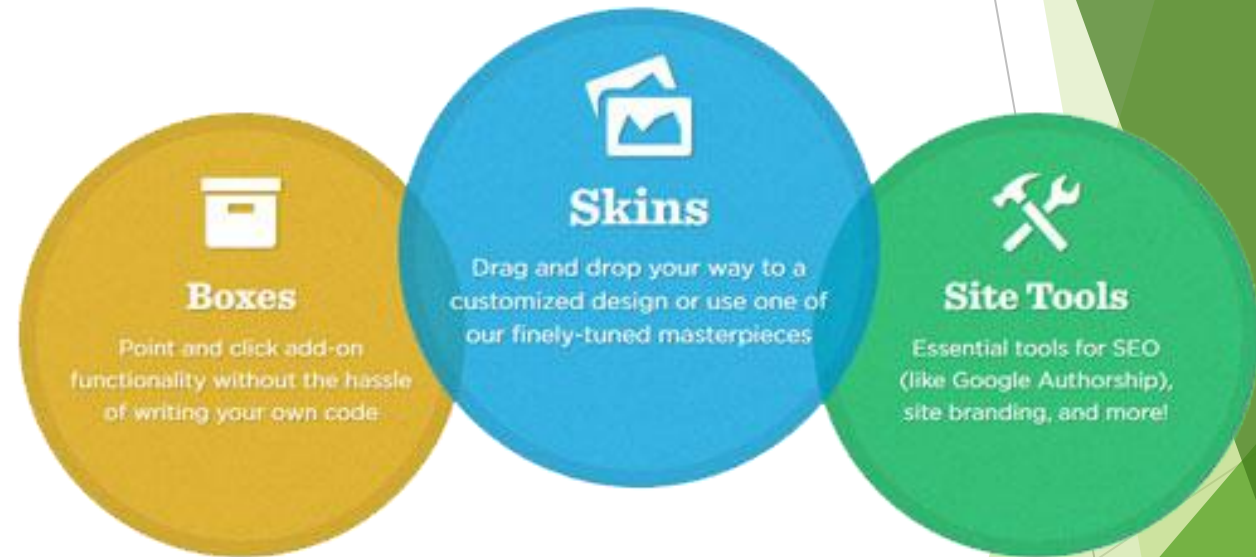 Boxes
Point and click add-on
functionality without the hassle
of writing your own code
Skins
Drag and drop your way to a
customized design or use one of
our finely-tuned masterpieces
Site Tools
Essential tools for SEO
(like Google Authorship),
site branding, and more!